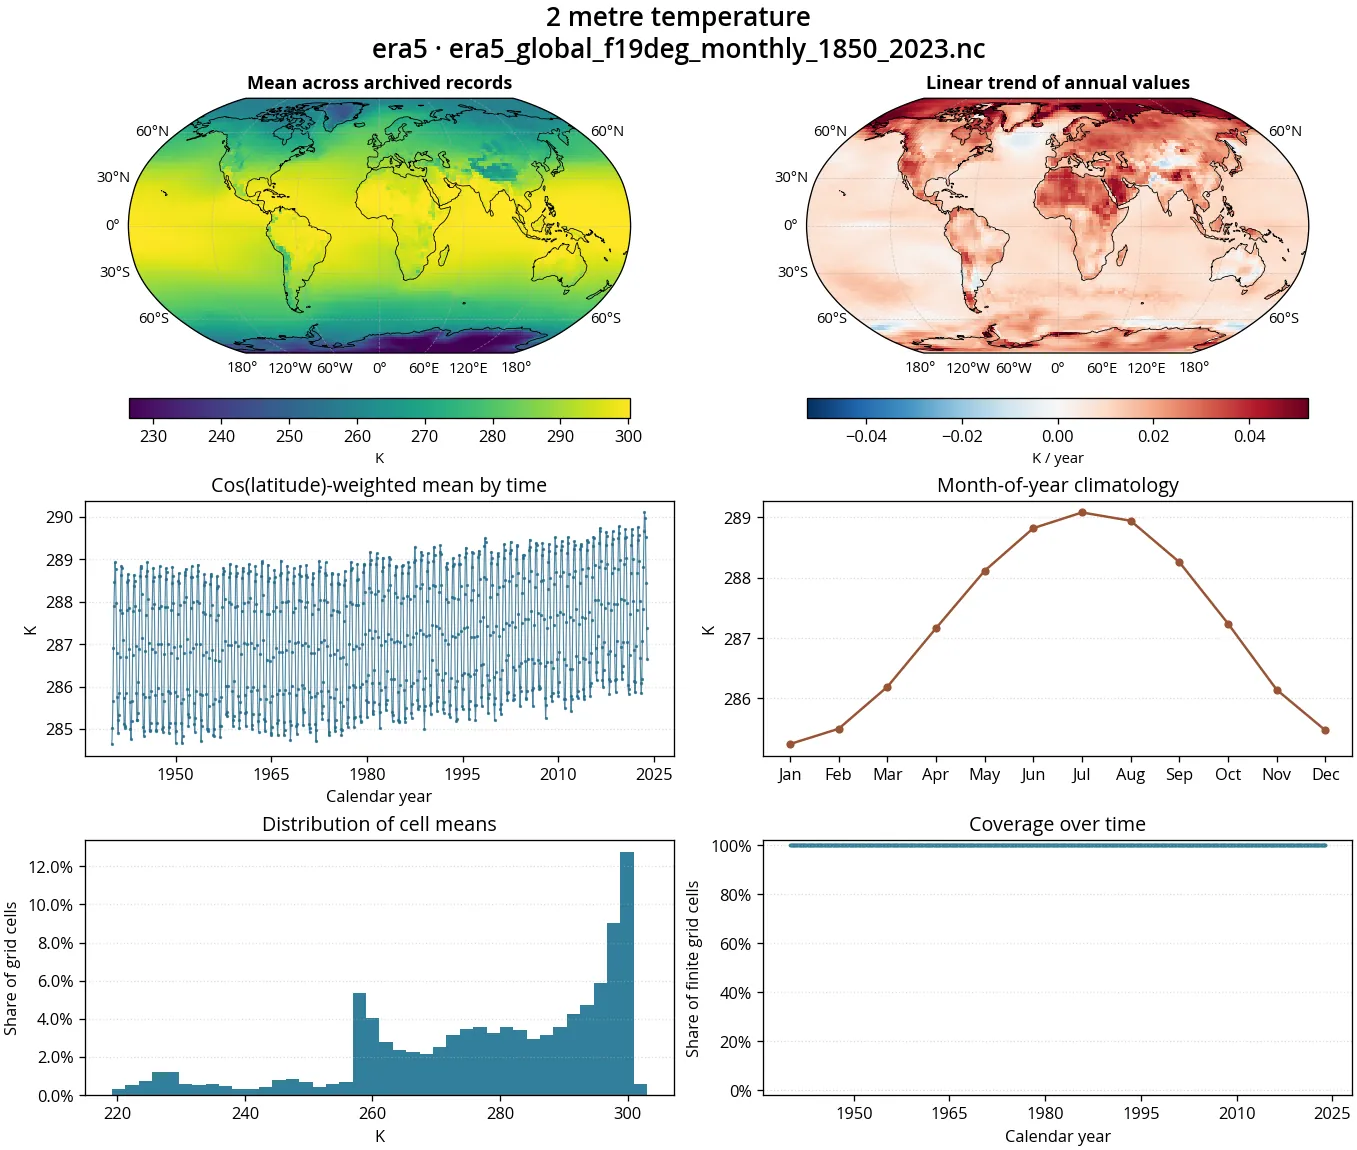 2 metre temperature
era5 · era5_global_f19deg_monthly_1850_2023.nc
Mean across archived records
60°N
60°N
30°N
0°
30°S
60°S
60°S
180°
120°W
60°W
0°
60°E
120°E
180°
230
240
250
260
270
280
290
300
K
Linear trend of annual values
60°N
60°N
30°N
0°
30°S
60°S
60°S
180°
120°W
60°W
0°
60°E
120°E
180°
−0.04
−0.02
0.00
0.02
0.04
K / year
Cos(latitude)-weighted mean by time
290
289
288
287
286
285
K
1950
1965
1980
1995
2010
2025
Calendar year
Month-of-year climatology
289
288
287
286
K
Jan
Feb
Mar
Apr
May
Jun
Jul
Aug
Sep
Oct
Nov
Dec
Distribution of cell means
12.0%
10.0%
8.0%
6.0%
4.0%
2.0%
0.0%
Share of grid cells
220
240
260
280
300
K
Coverage over time
100%
80%
60%
40%
20%
0%
Share of finite grid cells
1950
1965
1980
1995
2010
2025
Calendar year